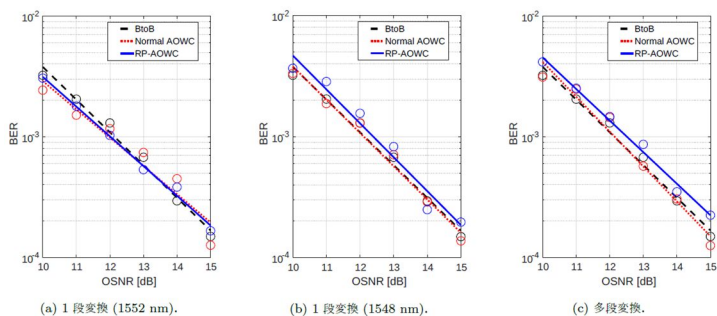 10-2
BtoB
Normal AOWC
RP-AOWC
BER
10-3
10-4
10 11 12 13 14 15
OSNR [dB]
(a) 1 段変換 (1552 nm).
10-2
BtoB
Normal AOWC
RP-AOWC
BER
10-3
10-4
10 11 12 13 14 15
OSNR [dB]
(b) 1 段変換 (1548 nm).
10-2
BtoB
Normal AOWC
RP-AOWC
BER
10-3
10-4
10 11 12 13 14 15
OSNR [dB]
(c) 多段変換.